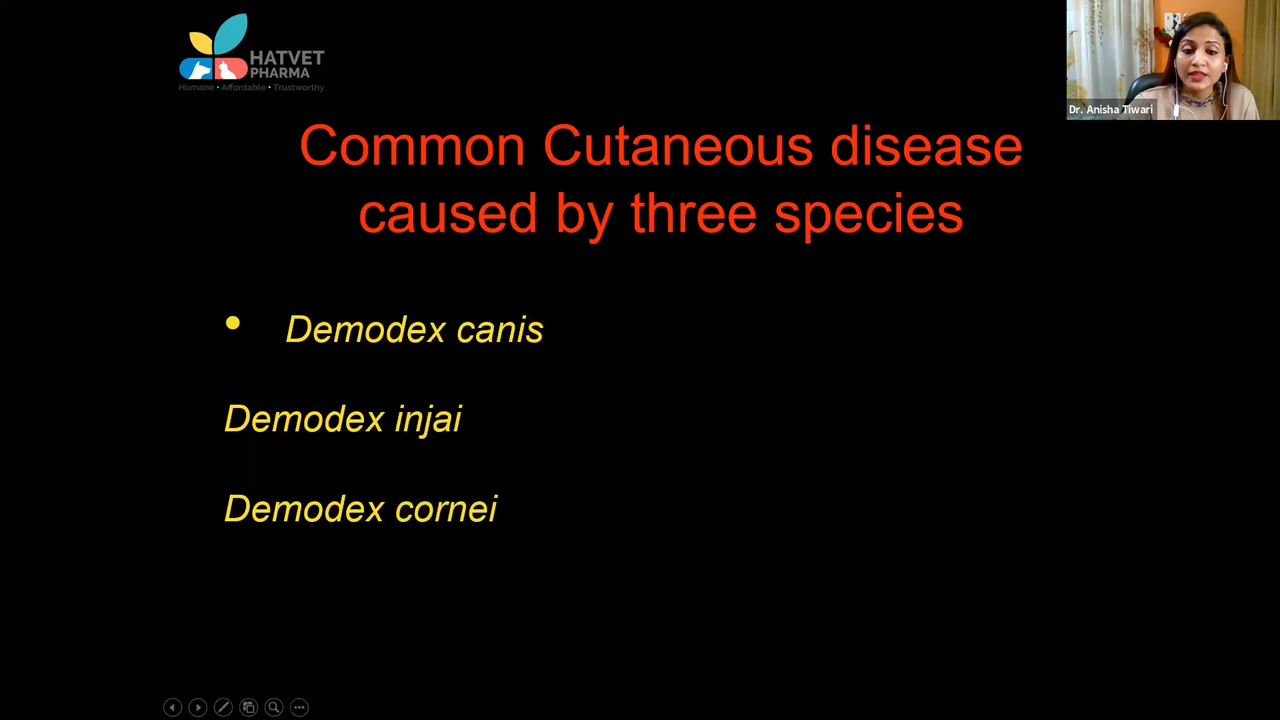 HATVET
PHARMA
Humane • Affordable • Trustworthy
Dr. Anisha Tiwari
Common Cutaneous disease
caused by three species
• Demodex canis
Demodex injai
Demodex cornei